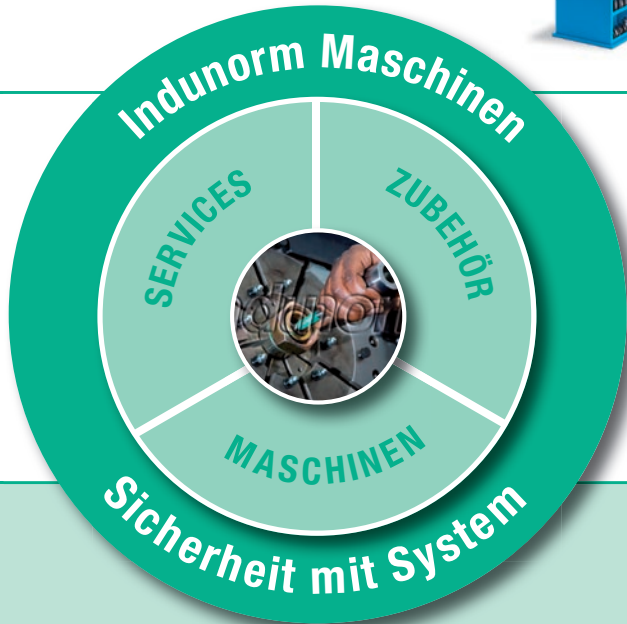 Indunorm Maschinen
SERVICES
ZUBEHÖR
MASCHINEN
Sicherheit mit System